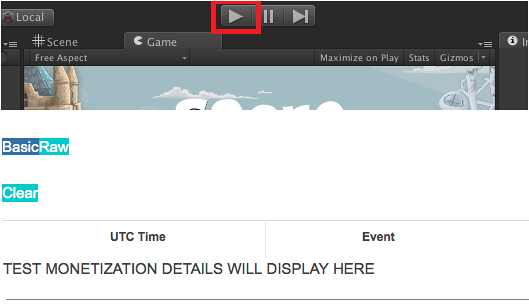 Local
Scene
Game
Free Aspect
Maximize on Play
Stats
Gizmos
BasicRaw
Clear
UTC Time
Event
TEST MONETIZATION DETAILS WILL DISPLAY HERE